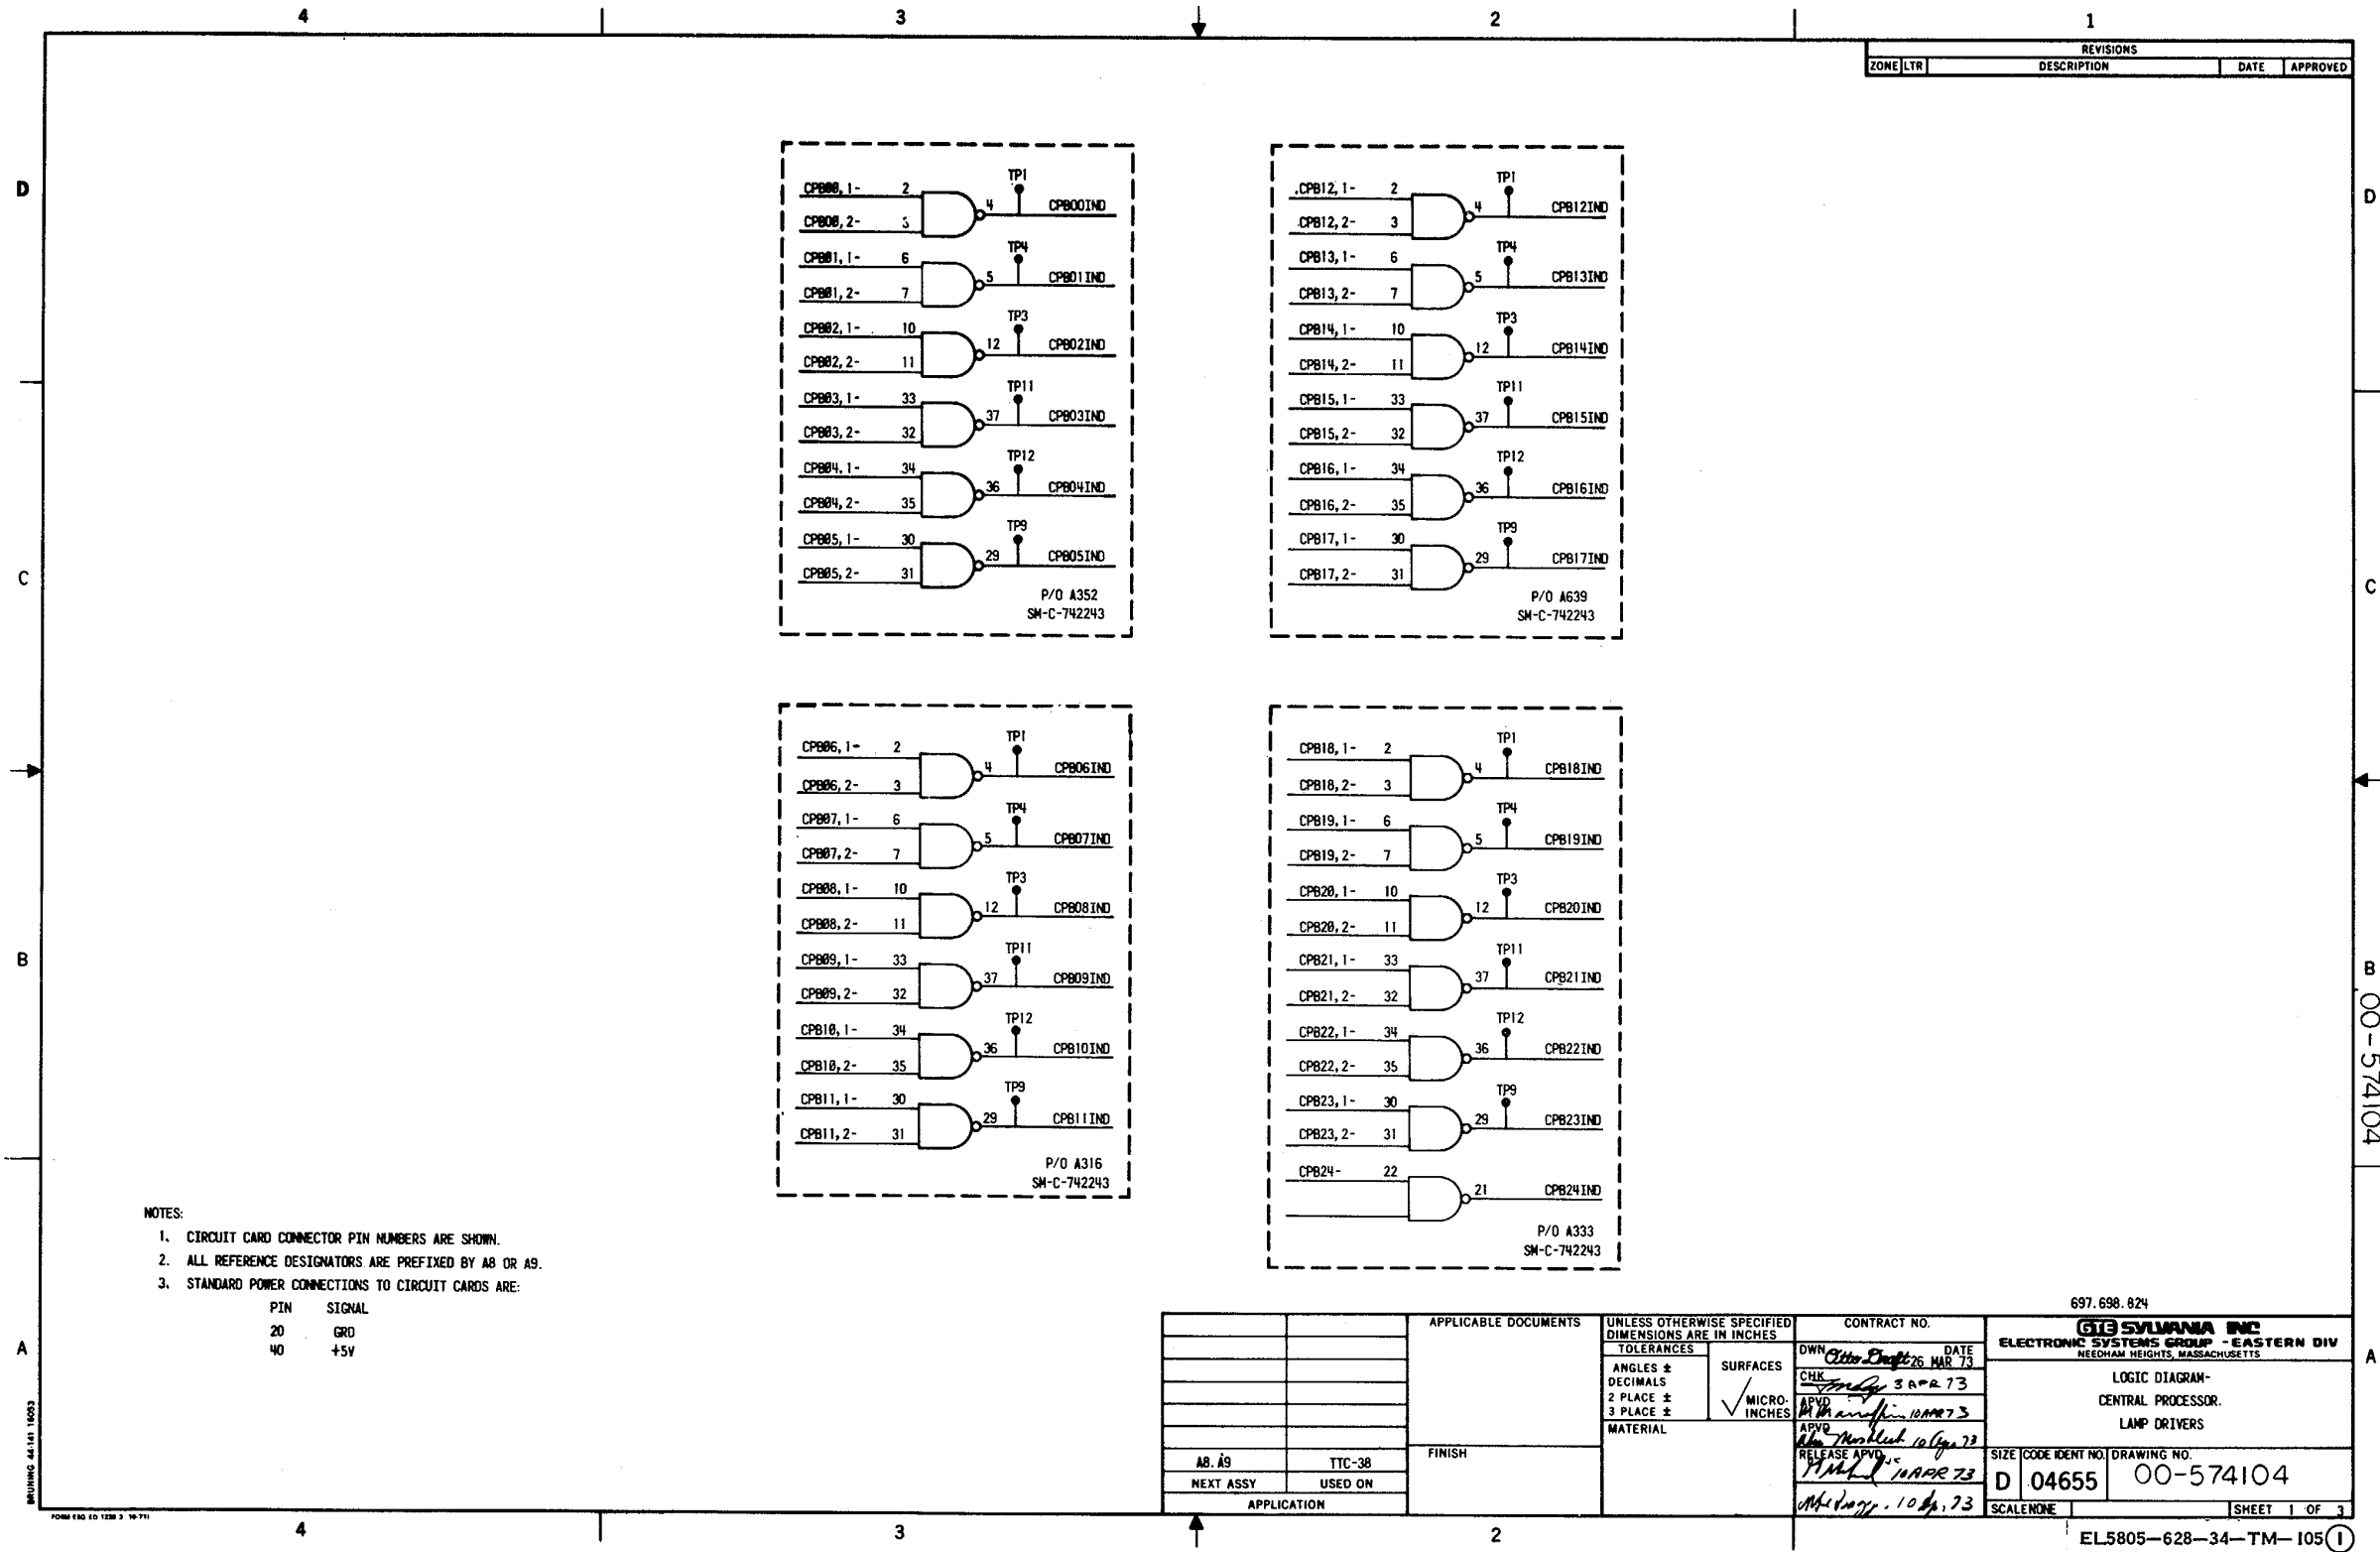 4 3 2 1
REVISIONS
ZONE LTR DESCRIPTION DATE APPROVED
D D
C C
B B
A A
CPB00, 1- 2 TP1
4 CPB00IND
CPB00, 2- 3
CPB01, 1- 6 TP4
5 CPB01IND
CPB01, 2- 7
CPB02, 1- 10 TP3
12 CPB02IND
CPB02, 2- 11
CPB03, 1- 33 TP11
37 CPB03IND
CPB03, 2- 32
CPB04, 1- 34 TP12
36 CPB04IND
CPB04, 2- 35
CPB05, 1- 30 TP9
29 CPB05IND
CPB05, 2- 31
P/O A352
SM-C-742243
CPB12, 1- 2 TP1
4 CPB12IND
CPB12, 2- 3
CPB13, 1- 6 TP4
5 CPB13IND
CPB13, 2- 7
CPB14, 1- 10 TP3
12 CPB14IND
CPB14, 2- 11
CPB15, 1- 33 TP11
37 CPB15IND
CPB15, 2- 32
CPB16, 1- 34 TP12
36 CPB16IND
CPB16, 2- 35
CPB17, 1- 30 TP9
29 CPB17IND
CPB17, 2- 31
P/O A639
SM-C-742243
CPB06, 1- 2 TP1
4 CPB06IND
CPB06, 2- 3
CPB07, 1- 6 TP4
5 CPB07IND
CPB07, 2- 7
CPB08, 1- 10 TP3
12 CPB08IND
CPB08, 2- 11
CPB09, 1- 33 TP11
37 CPB09IND
CPB09, 2- 32
CPB10, 1- 34 TP12
36 CPB10IND
CPB10, 2- 35
CPB11, 1- 30 TP9
29 CPB11IND
CPB11, 2- 31
P/O A316
SM-C-742243
CPB18, 1- 2 TP1
4 CPB18IND
CPB18, 2- 3
CPB19, 1- 6 TP4
5 CPB19IND
CPB19, 2- 7
CPB20, 1- 10 TP3
12 CPB20IND
CPB20, 2- 11
CPB21, 1- 33 TP11
37 CPB21IND
CPB21, 2- 32
CPB22, 1- 34 TP12
36 CPB22IND
CPB22, 2- 35
CPB23, 1- 30 TP9
29 CPB23IND
CPB23, 2- 31
CPB24- 22
21 CPB24IND
P/O A333
SM-C-742243
00-574104
NOTES:
1. CIRCUIT CARD CONNECTOR PIN NUMBERS ARE SHOWN.
2. ALL REFERENCE DESIGNATORS ARE PREFIXED BY A8 OR A9.
3. STANDARD POWER CONNECTIONS TO CIRCUIT CARDS ARE:
PIN SIGNAL
20 GRD
40 +5V
BRUNING 44-141 16053
697.698.824
APPLICABLE DOCUMENTS
FINISH
A8. A9 TTC-38
NEXT ASSY USED ON
APPLICATION
UNLESS OTHERWISE SPECIFIED
DIMENSIONS ARE IN INCHES
TOLERANCES
ANGLES ±
DECIMALS
2 PLACE ±
3 PLACE ±
SURFACES
MICRO-
INCHES
MATERIAL
CONTRACT NO.
DWN DATE
26 MAR 73
CHK 3 APR 73
APVD 10 APR 73
APVD
RELEASE APVD 10 APR 73
GTE SYLVANIA INC
ELECTRONIC SYSTEMS GROUP - EASTERN DIV
NEEDHAM HEIGHTS, MASSACHUSETTS
LOGIC DIAGRAM-
CENTRAL PROCESSOR.
LAMP DRIVERS
SIZE CODE IDENT NO. DRAWING NO.
D 04655 00-574104
SCALE NONE SHEET 1 OF 3
4 3 2
EL5805-628-34-TM-105 1